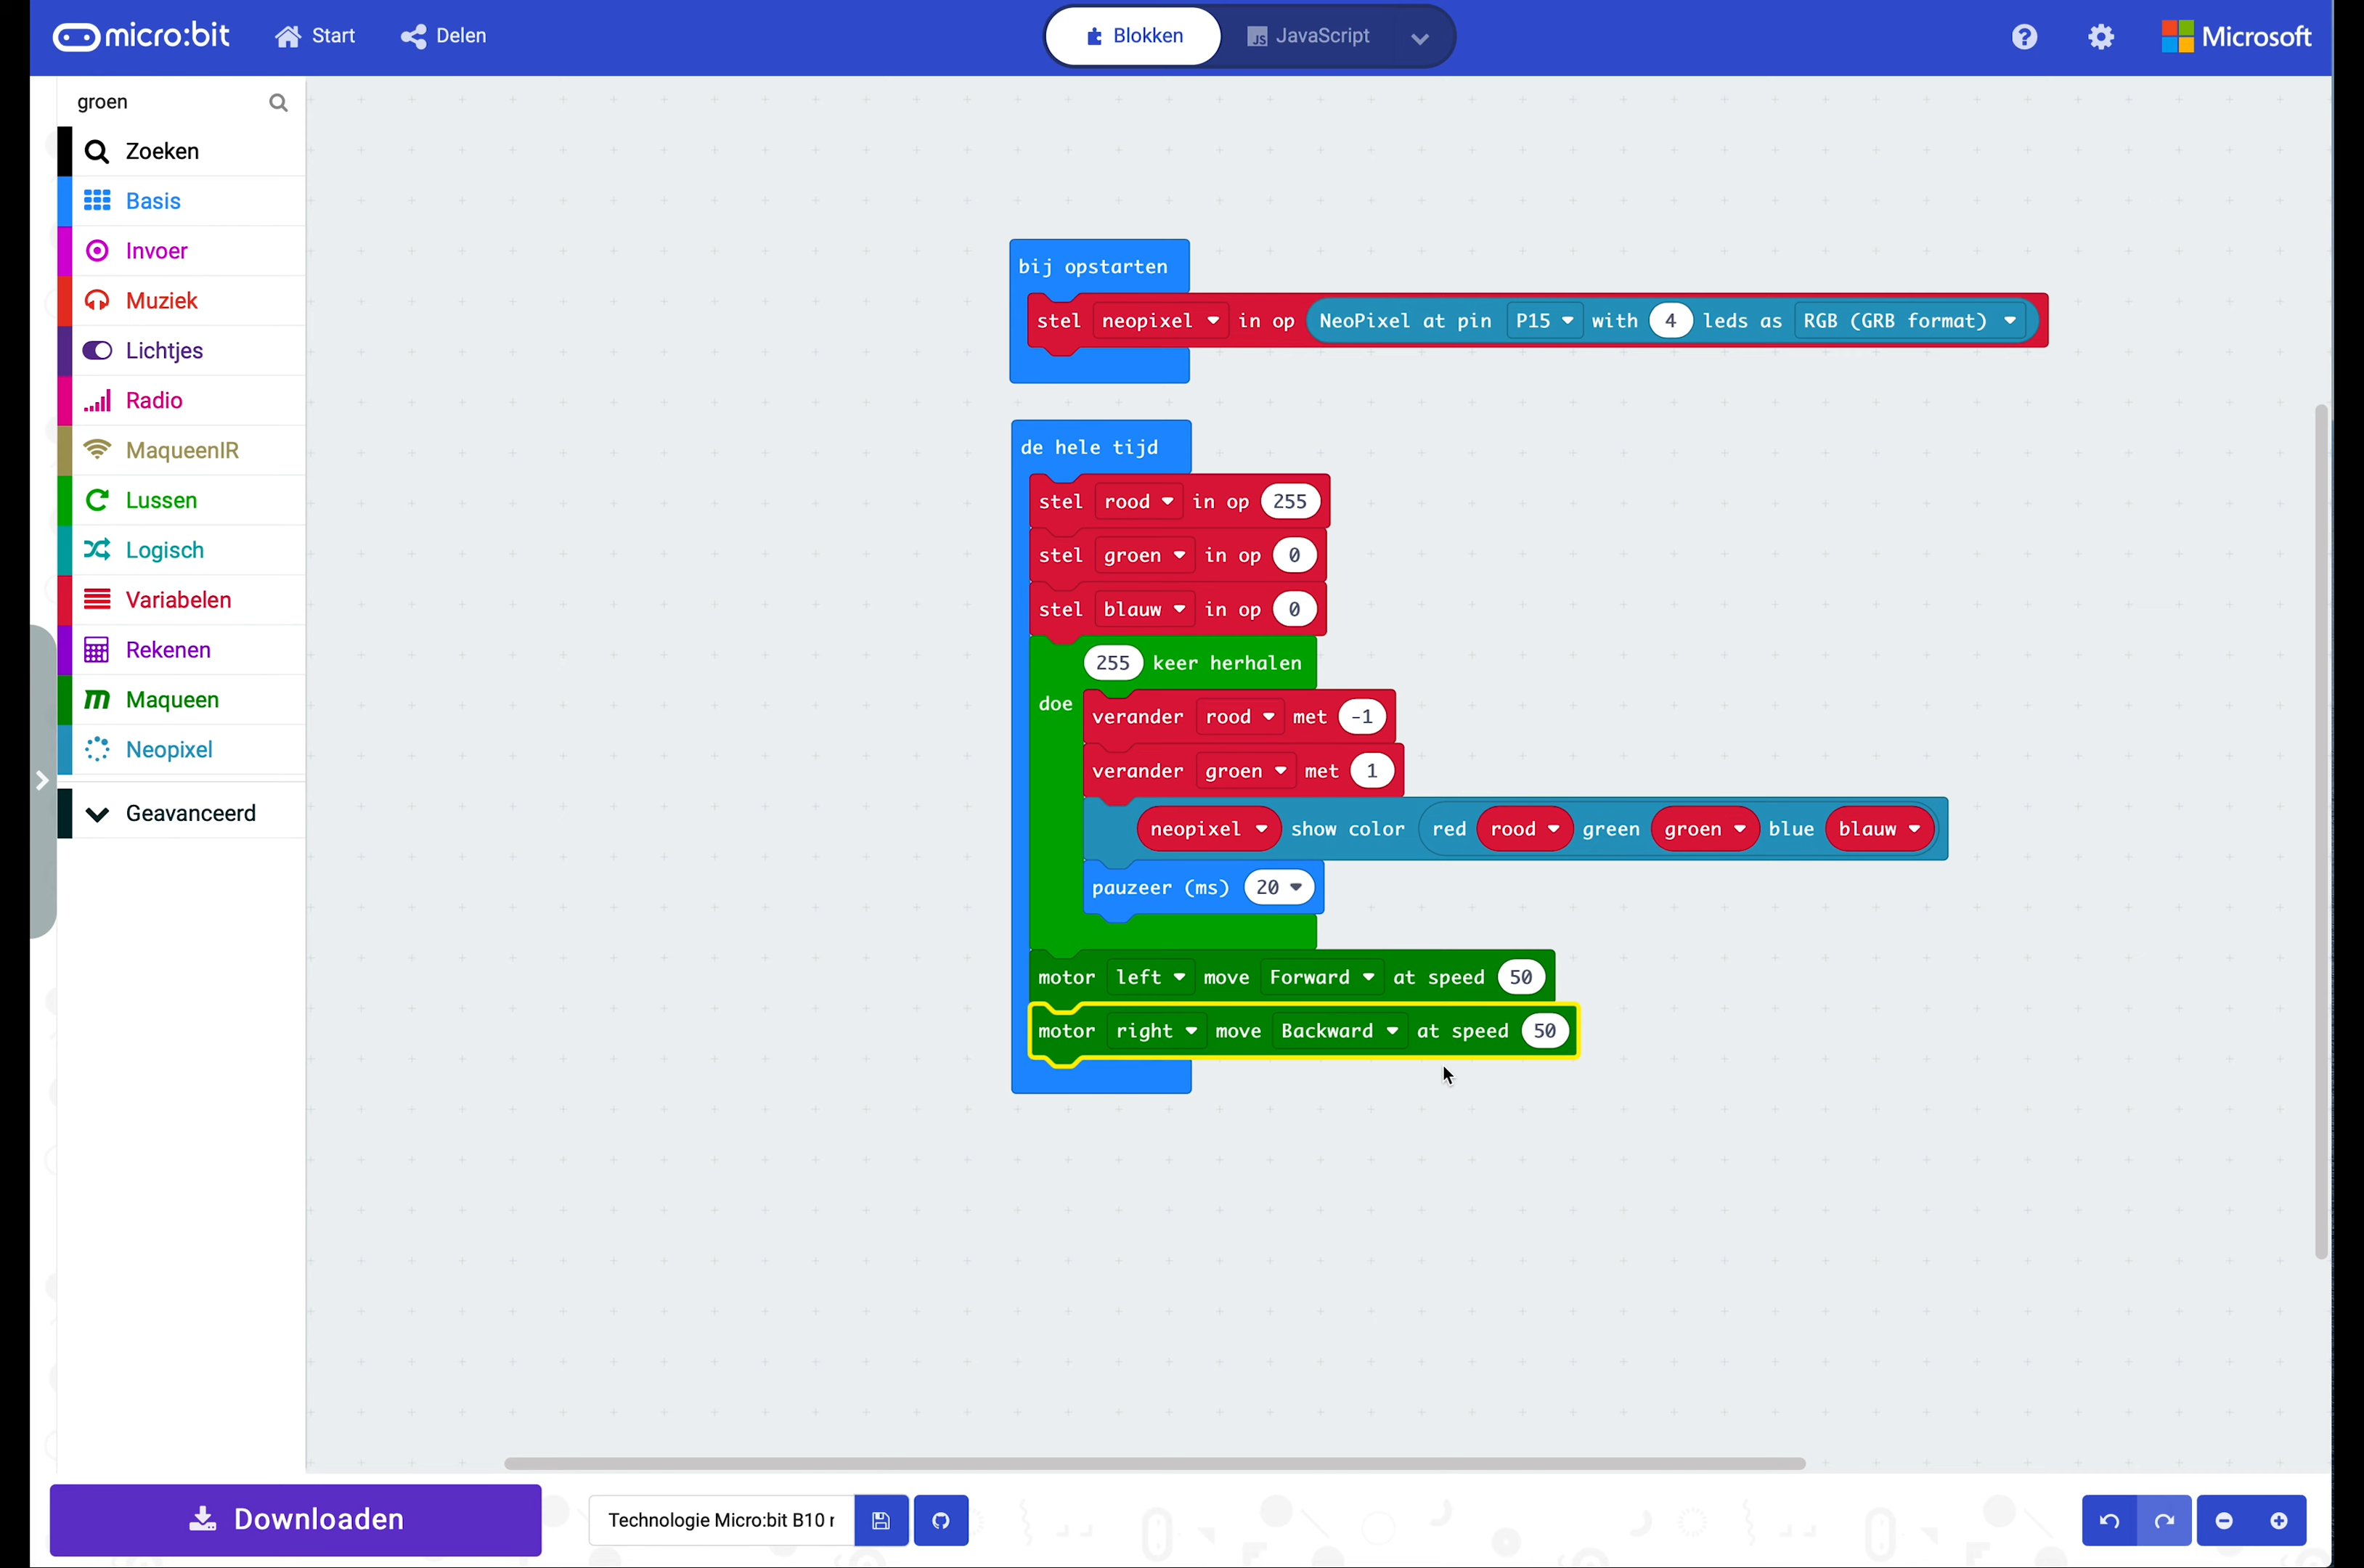 micro:bit Start Delen Blokken JavaScript Microsoft
groen
Zoeken
Basis
Invoer
Muziek
Lichtjes
Radio
MaqueenIR
Lussen
Logisch
Variabelen
Rekenen
Maqueen
Neopixel
Geavanceerd
bij opstarten
stel neopixel in op NeoPixel at pin P15 with 4 leds as RGB (GRB format)
de hele tijd
stel rood in op 255
stel groen in op 0
stel blauw in op 0
255 keer herhalen
doe
verander rood met -1
verander groen met 1
neopixel show color red rood green groen blue blauw
pauzeer (ms) 20
motor left move Forward at speed 50
motor right move Backward at speed 50
Downloaden
Technologie Micro:bit B10 r